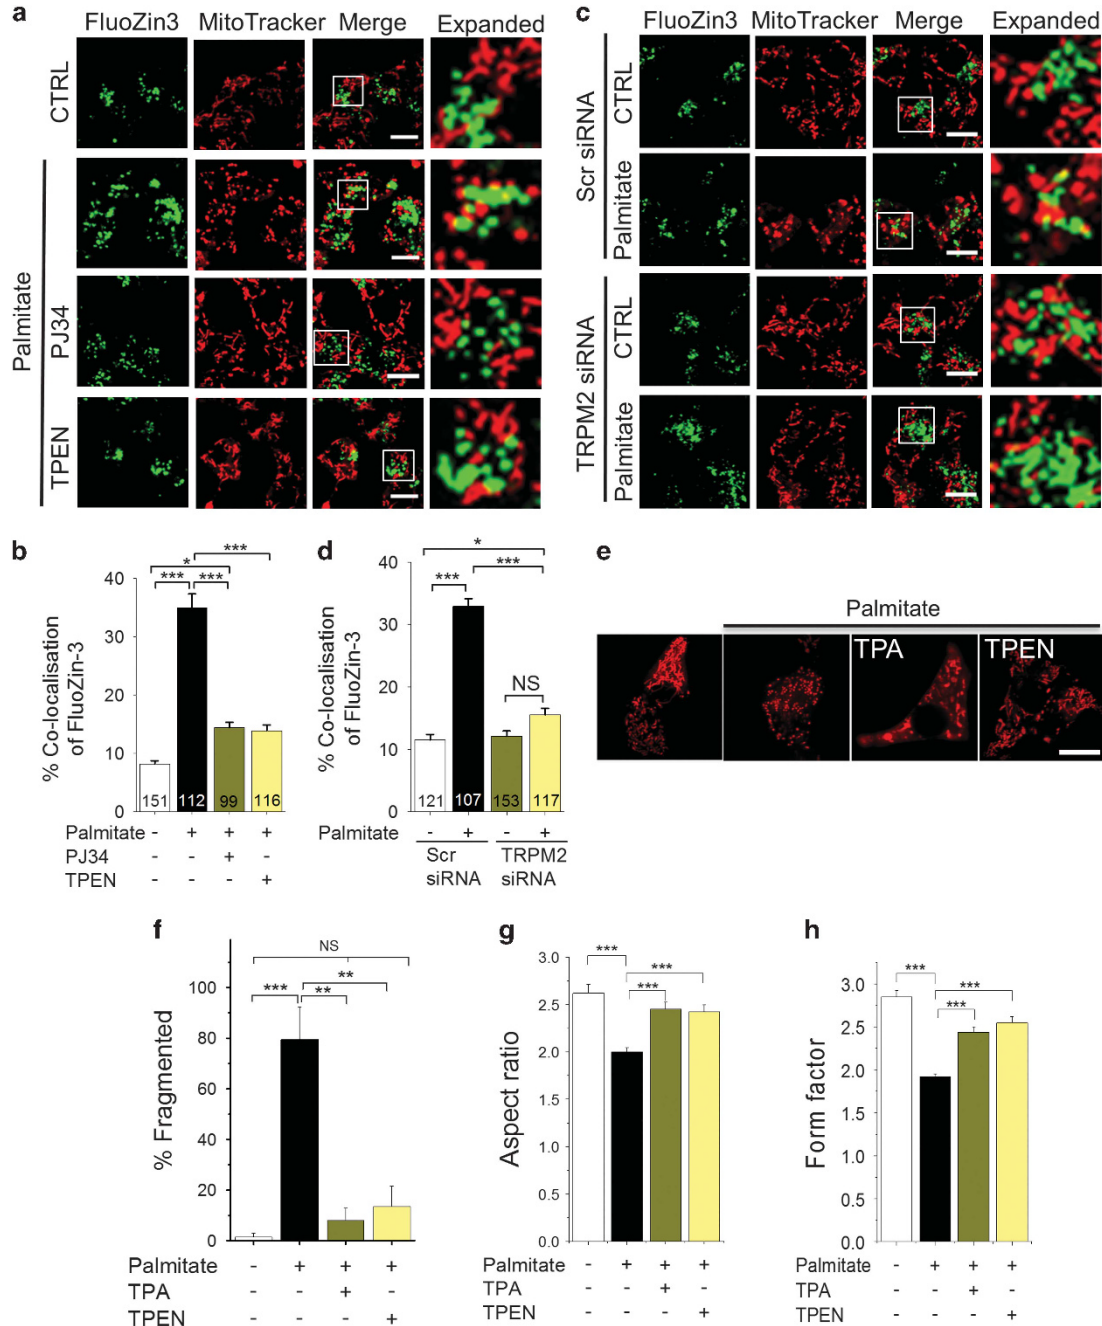 a
FluoZin3 MitoTracker Merge Expanded
CTRL
Palmitate
PJ34
TPEN
c
FluoZin3 MitoTracker Merge Expanded
Scr siRNA
CTRL
Palmitate
TRPM2 siRNA
CTRL
Palmitate
b
% Co-localisation
of FluoZin-3
40
30
20
10
0
* *** *** ***
151 112 99 116
Palmitate - + + +
PJ34 - - + -
TPEN - - - +
d
% Co-localisation
of FluoZin-3
40
30
20
10
0
* *** *** NS
121 107 153 117
Palmitate - + - +
Scr siRNA
TRPM2 siRNA
e
Palmitate
TPA TPEN
f
% Fragmented
100
80
60
40
20
0
NS
*** ** **
Palmitate - + + +
TPA - - + -
TPEN - - - +
g
Aspect ratio
3.0
2.5
2.0
1.5
1.0
0.5
0.0
*** *** ***
Palmitate - + + +
TPA - - + -
TPEN - - - +
h
Form factor
3.0
2.5
2.0
1.5
1.0
0.5
0.0
*** *** ***
Palmitate - + + +
TPA - - + -
TPEN - - - +